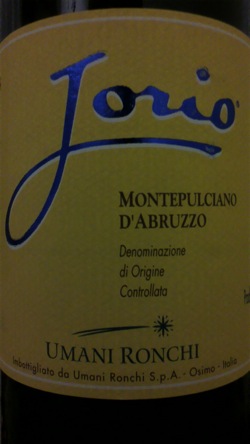 Jorio
MONTEPULCIANO
D'ABRUZZO
Denominazione
di Origine
Controllata
UMANI RONCHI
Imbottigliato da Umani Ronchi S.p.A. - Osimo - Italia